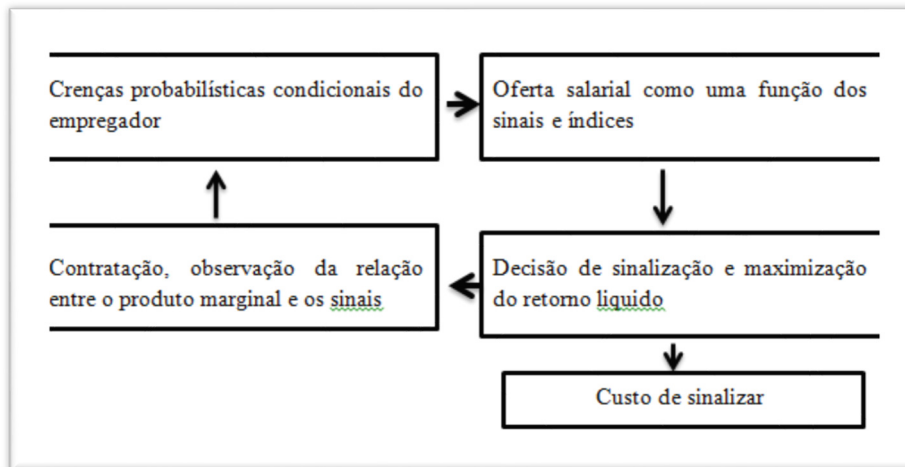 Crenças probabilísticas condicionais do
empregador
Oferta salarial como uma função dos
sinais e índices
Contratação, observação da relação
entre o produto marginal e os sinais
Decisão de sinalização e maximização
do retorno liquido
Custo de sinalizar